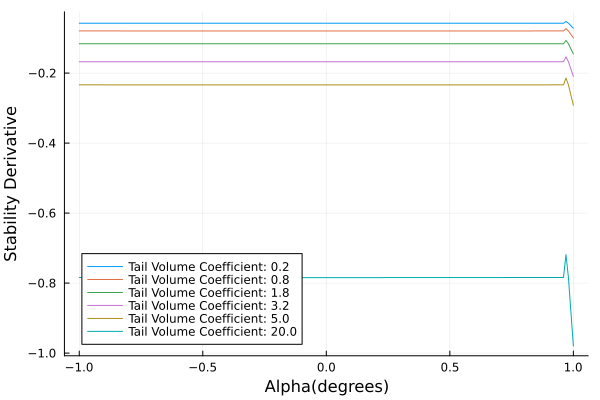 Stability Derivative
−0.2
−0.4
−0.6
−0.8
−1.0
Tail Volume Coefficient: 0.2
Tail Volume Coefficient: 0.8
Tail Volume Coefficient: 1.8
Tail Volume Coefficient: 3.2
Tail Volume Coefficient: 5.0
Tail Volume Coefficient: 20.0
−1.0 −0.5 0.0 0.5 1.0
Alpha(degrees)